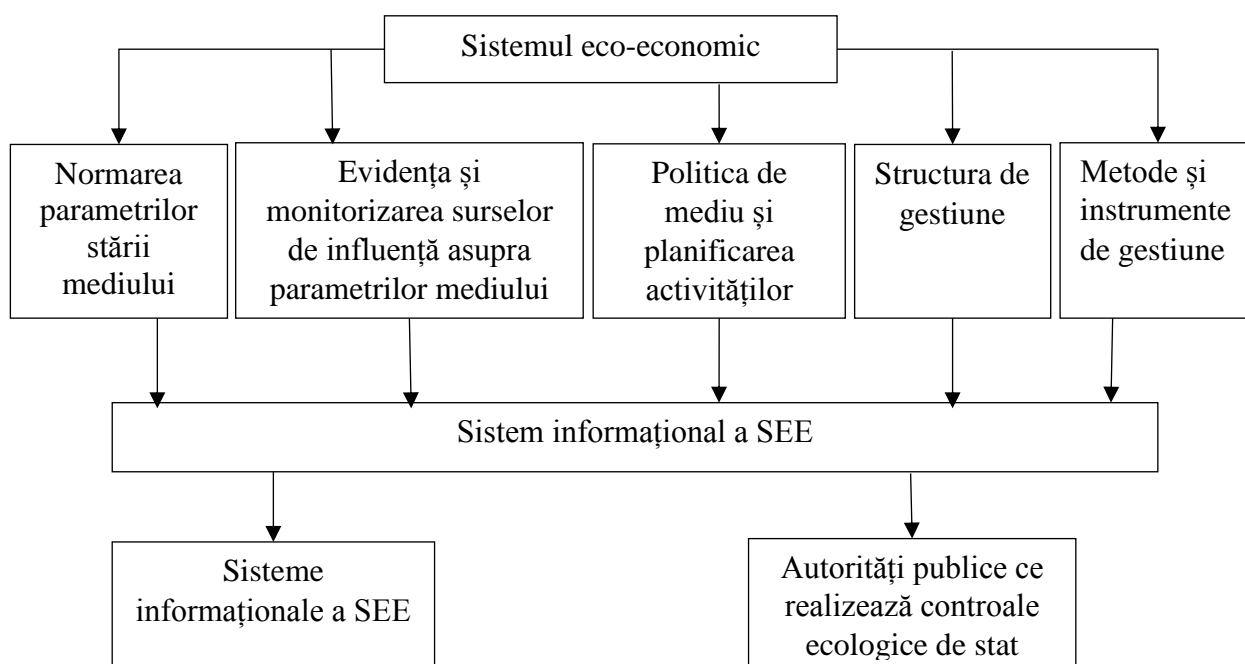 Sistemul eco-economic
Normarea
parametrilor
stării
mediului
Evidența și
monitorizarea surselor
de influență asupra
parametrilor mediului
Politica de
mediu și
planificarea
activităților
Structura de
gestiune
Metode și
instrumente
de gestiune
Sistem informațional a SEE
Sisteme
informaționale a SEE
Autorități publice ce
realizează controale
ecologice de stat